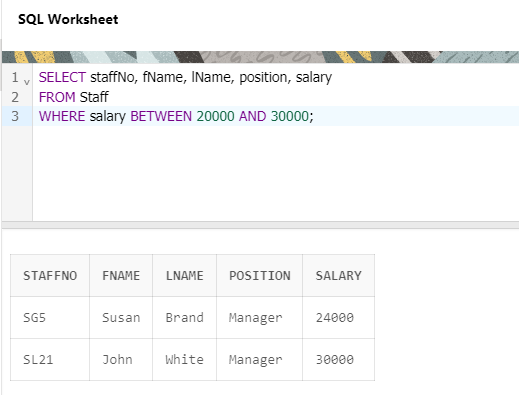 SQL Worksheet
1 SELECT staffNo, fName, lName, position, salary
2 FROM Staff
3 WHERE salary BETWEEN 20000 AND 30000;
STAFFNO FNAME LNAME POSITION SALARY
SG5 Susan Brand Manager 24000
SL21 John White Manager 30000